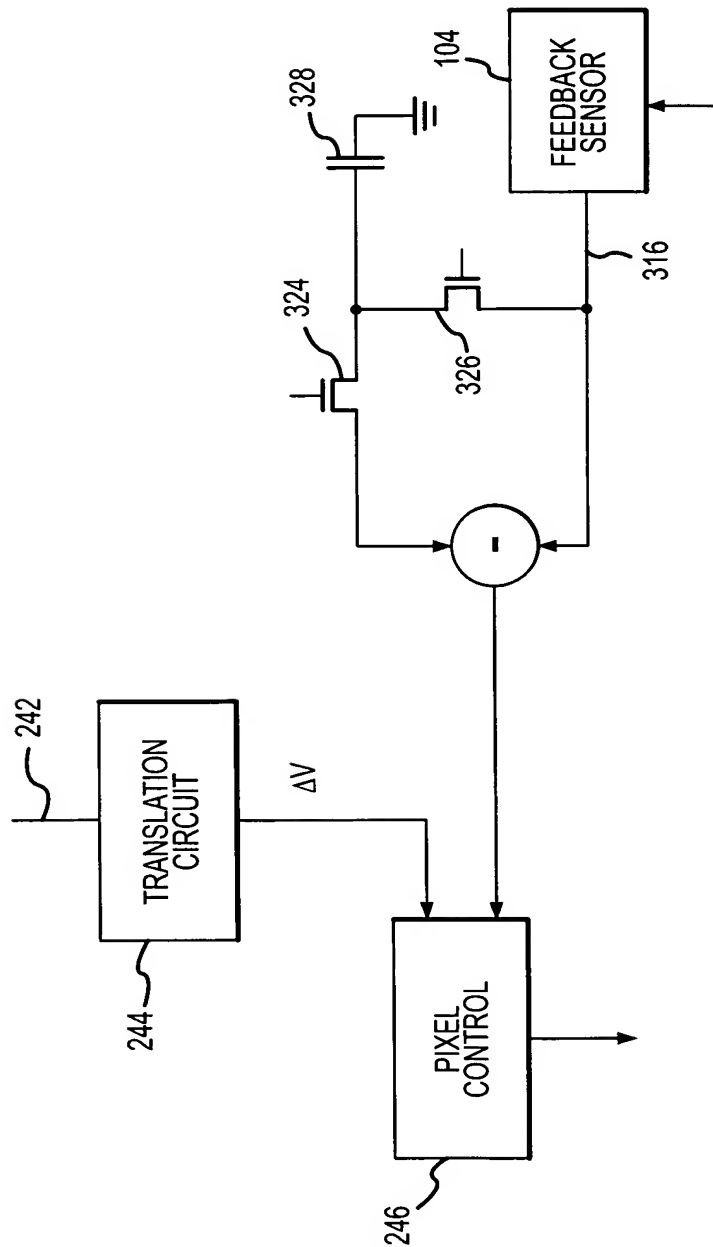 242
TRANSLATION
CIRCUIT
244
ΔV
PIXEL
CONTROL
246
-
324
328
326
316
FEEDBACK
SENSOR
104